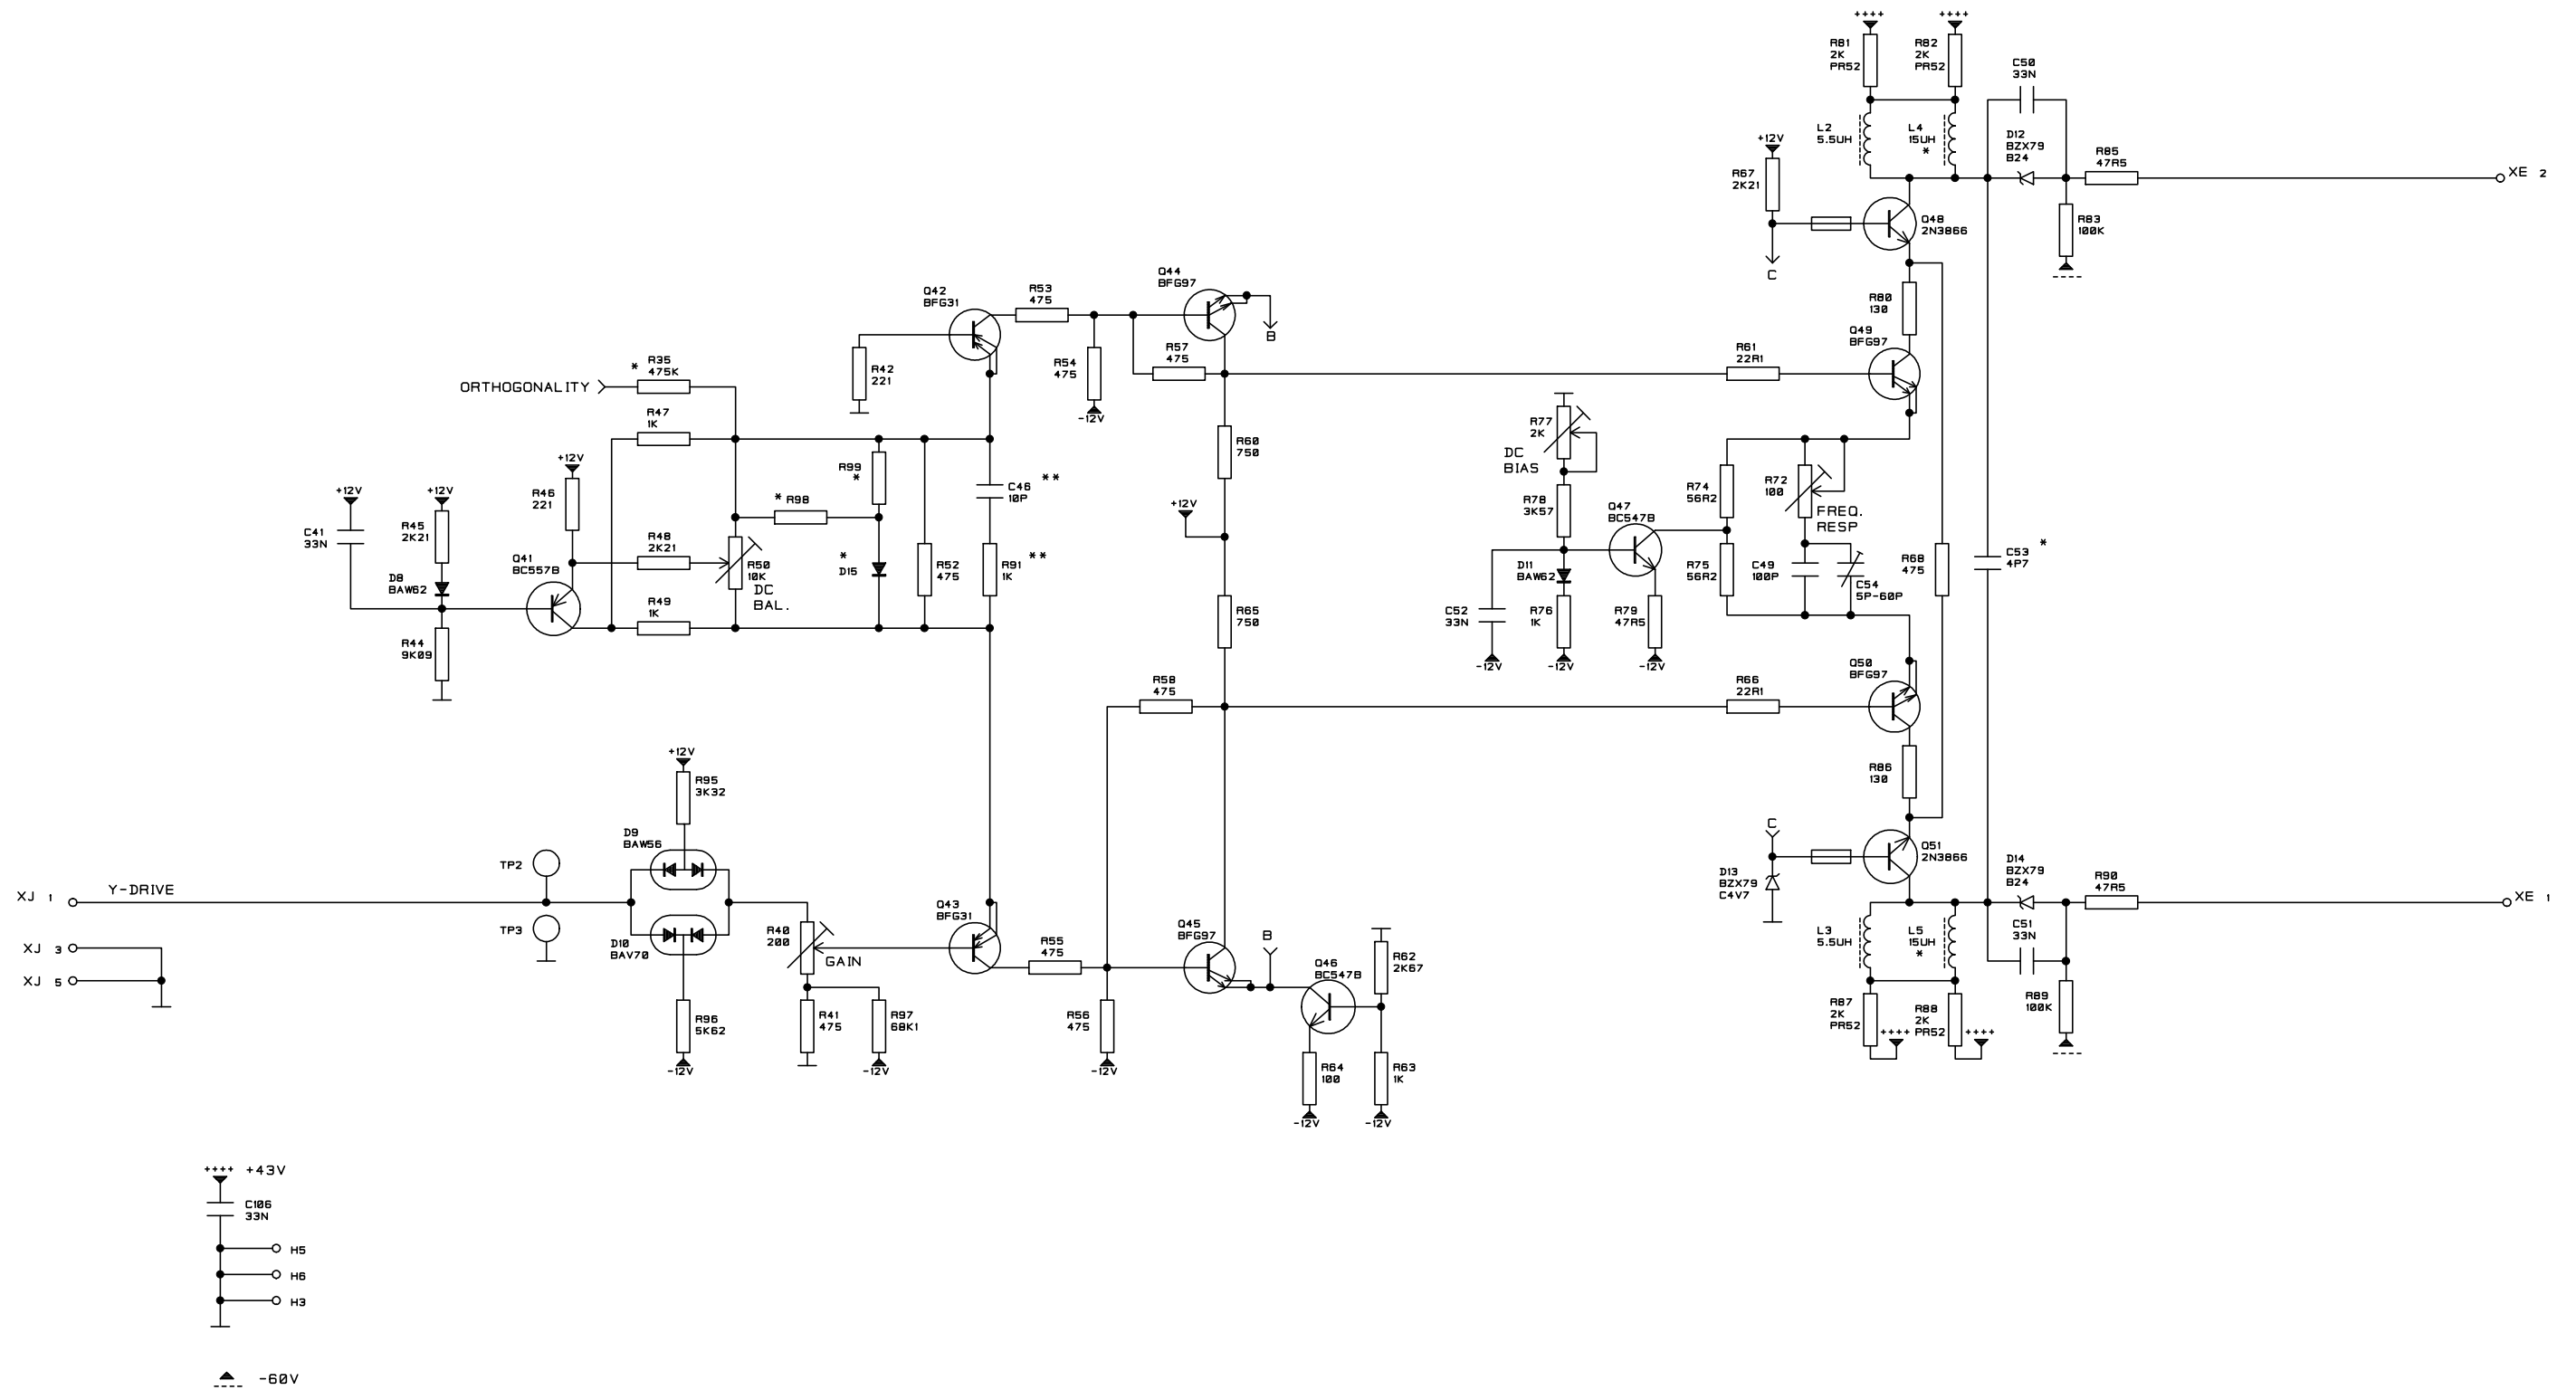 ++++
++++
R81
2K
PR52
R82
2K
PR52
C50
33N
L2
5.5UH
L4
15UH
*
D12
BZX79
B24
R85
47R5
XE 2
+12V
R67
2K21
C
Q48
2N3866
R83
100K
-----
R80
130
Q49
BFG97
Q42
BFG31
R53
475
Q44
BFG97
B
R42
221
R54
475
-12V
R57
475
R61
22R1
* R35
475K
ORTHOGONALITY
R47
1K
R99
*
* R98
* D15
R52
475
C46
10P
**
R91
1K
**
+12V
R46
221
+12V
C41
33N
+12V
R45
2K21
D8
BAW62
Q41
BC557B
R48
2K21
R50
10K
DC
BAL.
R49
1K
R44
9K09
R60
750
+12V
R65
750
R77
2K
DC
BIAS
R78
3K57
Q47
BC547B
D11
BAW62
C52
33N
R76
1K
R79
47R5
-12V
-12V
-12V
R74
56R2
R75
56R2
R72
100
FREQ.
RESP
C49
100P
C54
5P-60P
R68
475
C53
4P7
*
R58
475
R66
22R1
Q50
BFG97
R86
130
C
D13
BZX79
C4V7
Q51
2N3866
D14
BZX79
B24
R90
47R5
XE 1
L3
5.5UH
L5
15UH
*
C51
33N
R87
2K
PR52
++++
R88
2K
PR52
++++
R89
100K
-----
+12V
R95
3K32
D9
BAW56
TP2
TP3
XJ 1
Y-DRIVE
XJ 3
XJ 5
D10
BAV70
R96
5K62
-12V
R40
200
GAIN
R41
475
R97
68K1
-12V
Q43
BFG31
R55
475
R56
475
-12V
Q45
BFG97
B
Q46
BC547B
R62
2K67
R64
100
R63
1K
-12V
-12V
++++ +43V
C106
33N
H5
H6
H3
----- -60V